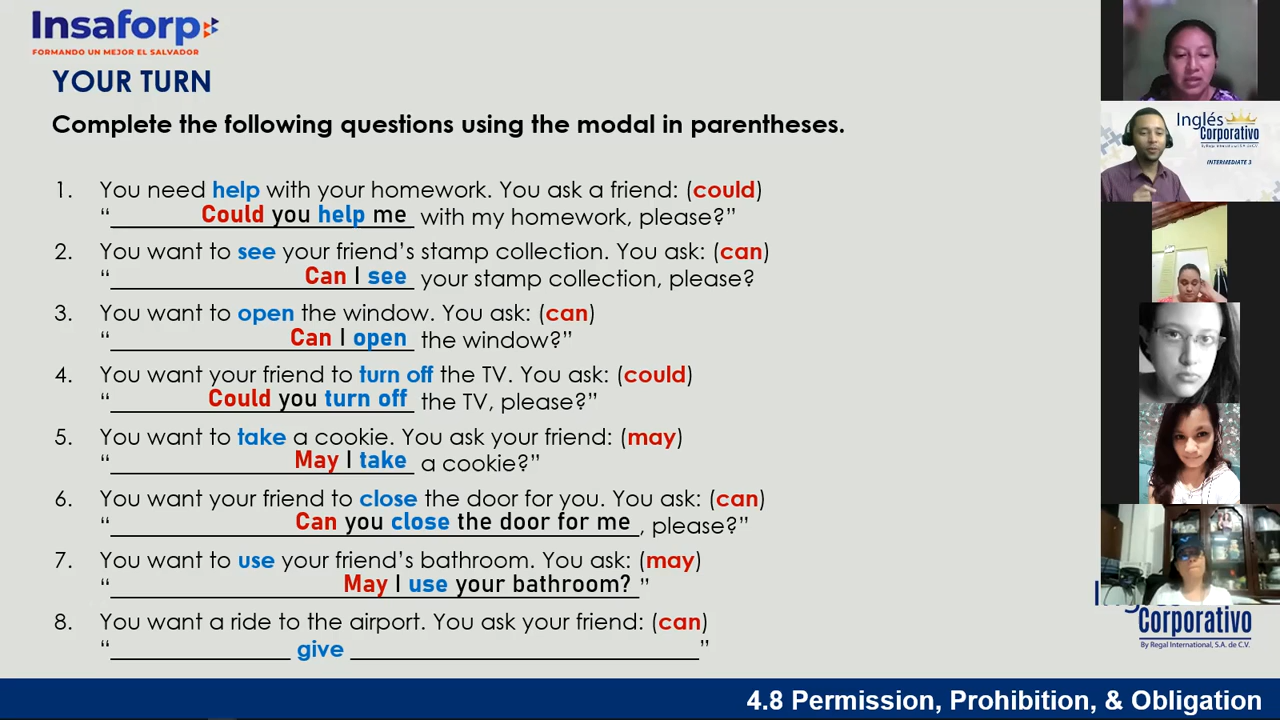 Insaforp
FORMANDO UN MEJOR EL SALVADOR
YOUR TURN
Complete the following questions using the modal in parentheses.
1. You need help with your homework. You ask a friend: (could)
“ Could you help me with my homework, please?”
2. You want to see your friend’s stamp collection. You ask: (can)
“ Can I see your stamp collection, please?
3. You want to open the window. You ask: (can)
“ Can I open the window?”
4. You want your friend to turn off the TV. You ask: (could)
“ Could you turn off the TV, please?”
5. You want to take a cookie. You ask your friend: (may)
“ May I take a cookie?”
6. You want your friend to close the door for you. You ask: (can)
“ Can you close the door for me , please?”
7. You want to use your friend’s bathroom. You ask: (may)
“ May I use your bathroom? ”
8. You want a ride to the airport. You ask your friend: (can)
“ give ”
Inglés
Corporativo
By Regal International, S.A. de C.V.
INTERMEDIATE 3
Corporativo
By Regal International, S.A. de C.V.
4.8 Permission, Prohibition, & Obligation